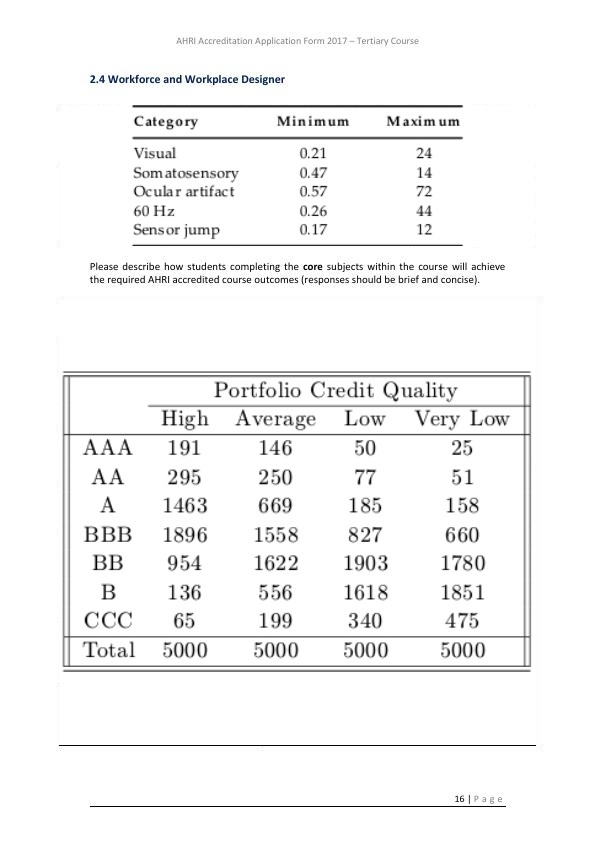 AHRI Accreditation Application Form 2017 – Tertiary Course
2.4 Workforce and Workplace Designer
Category Minimum Maximum
Visual 0.21 24
Somatosensory 0.47 14
Ocular artifact 0.57 72
60 Hz 0.26 44
Sensor jump 0.17 12
Please describe how students completing the core subjects within the course will achieve
the required AHRI accredited course outcomes (responses should be brief and concise).
Portfolio Credit Quality
High Average Low Very Low
AAA 191 146 50 25
AA 295 250 77 51
A 1463 669 185 158
BBB 1896 1558 827 660
BB 954 1622 1903 1780
B 136 556 1618 1851
CCC 65 199 340 475
Total 5000 5000 5000 5000
16 | Page